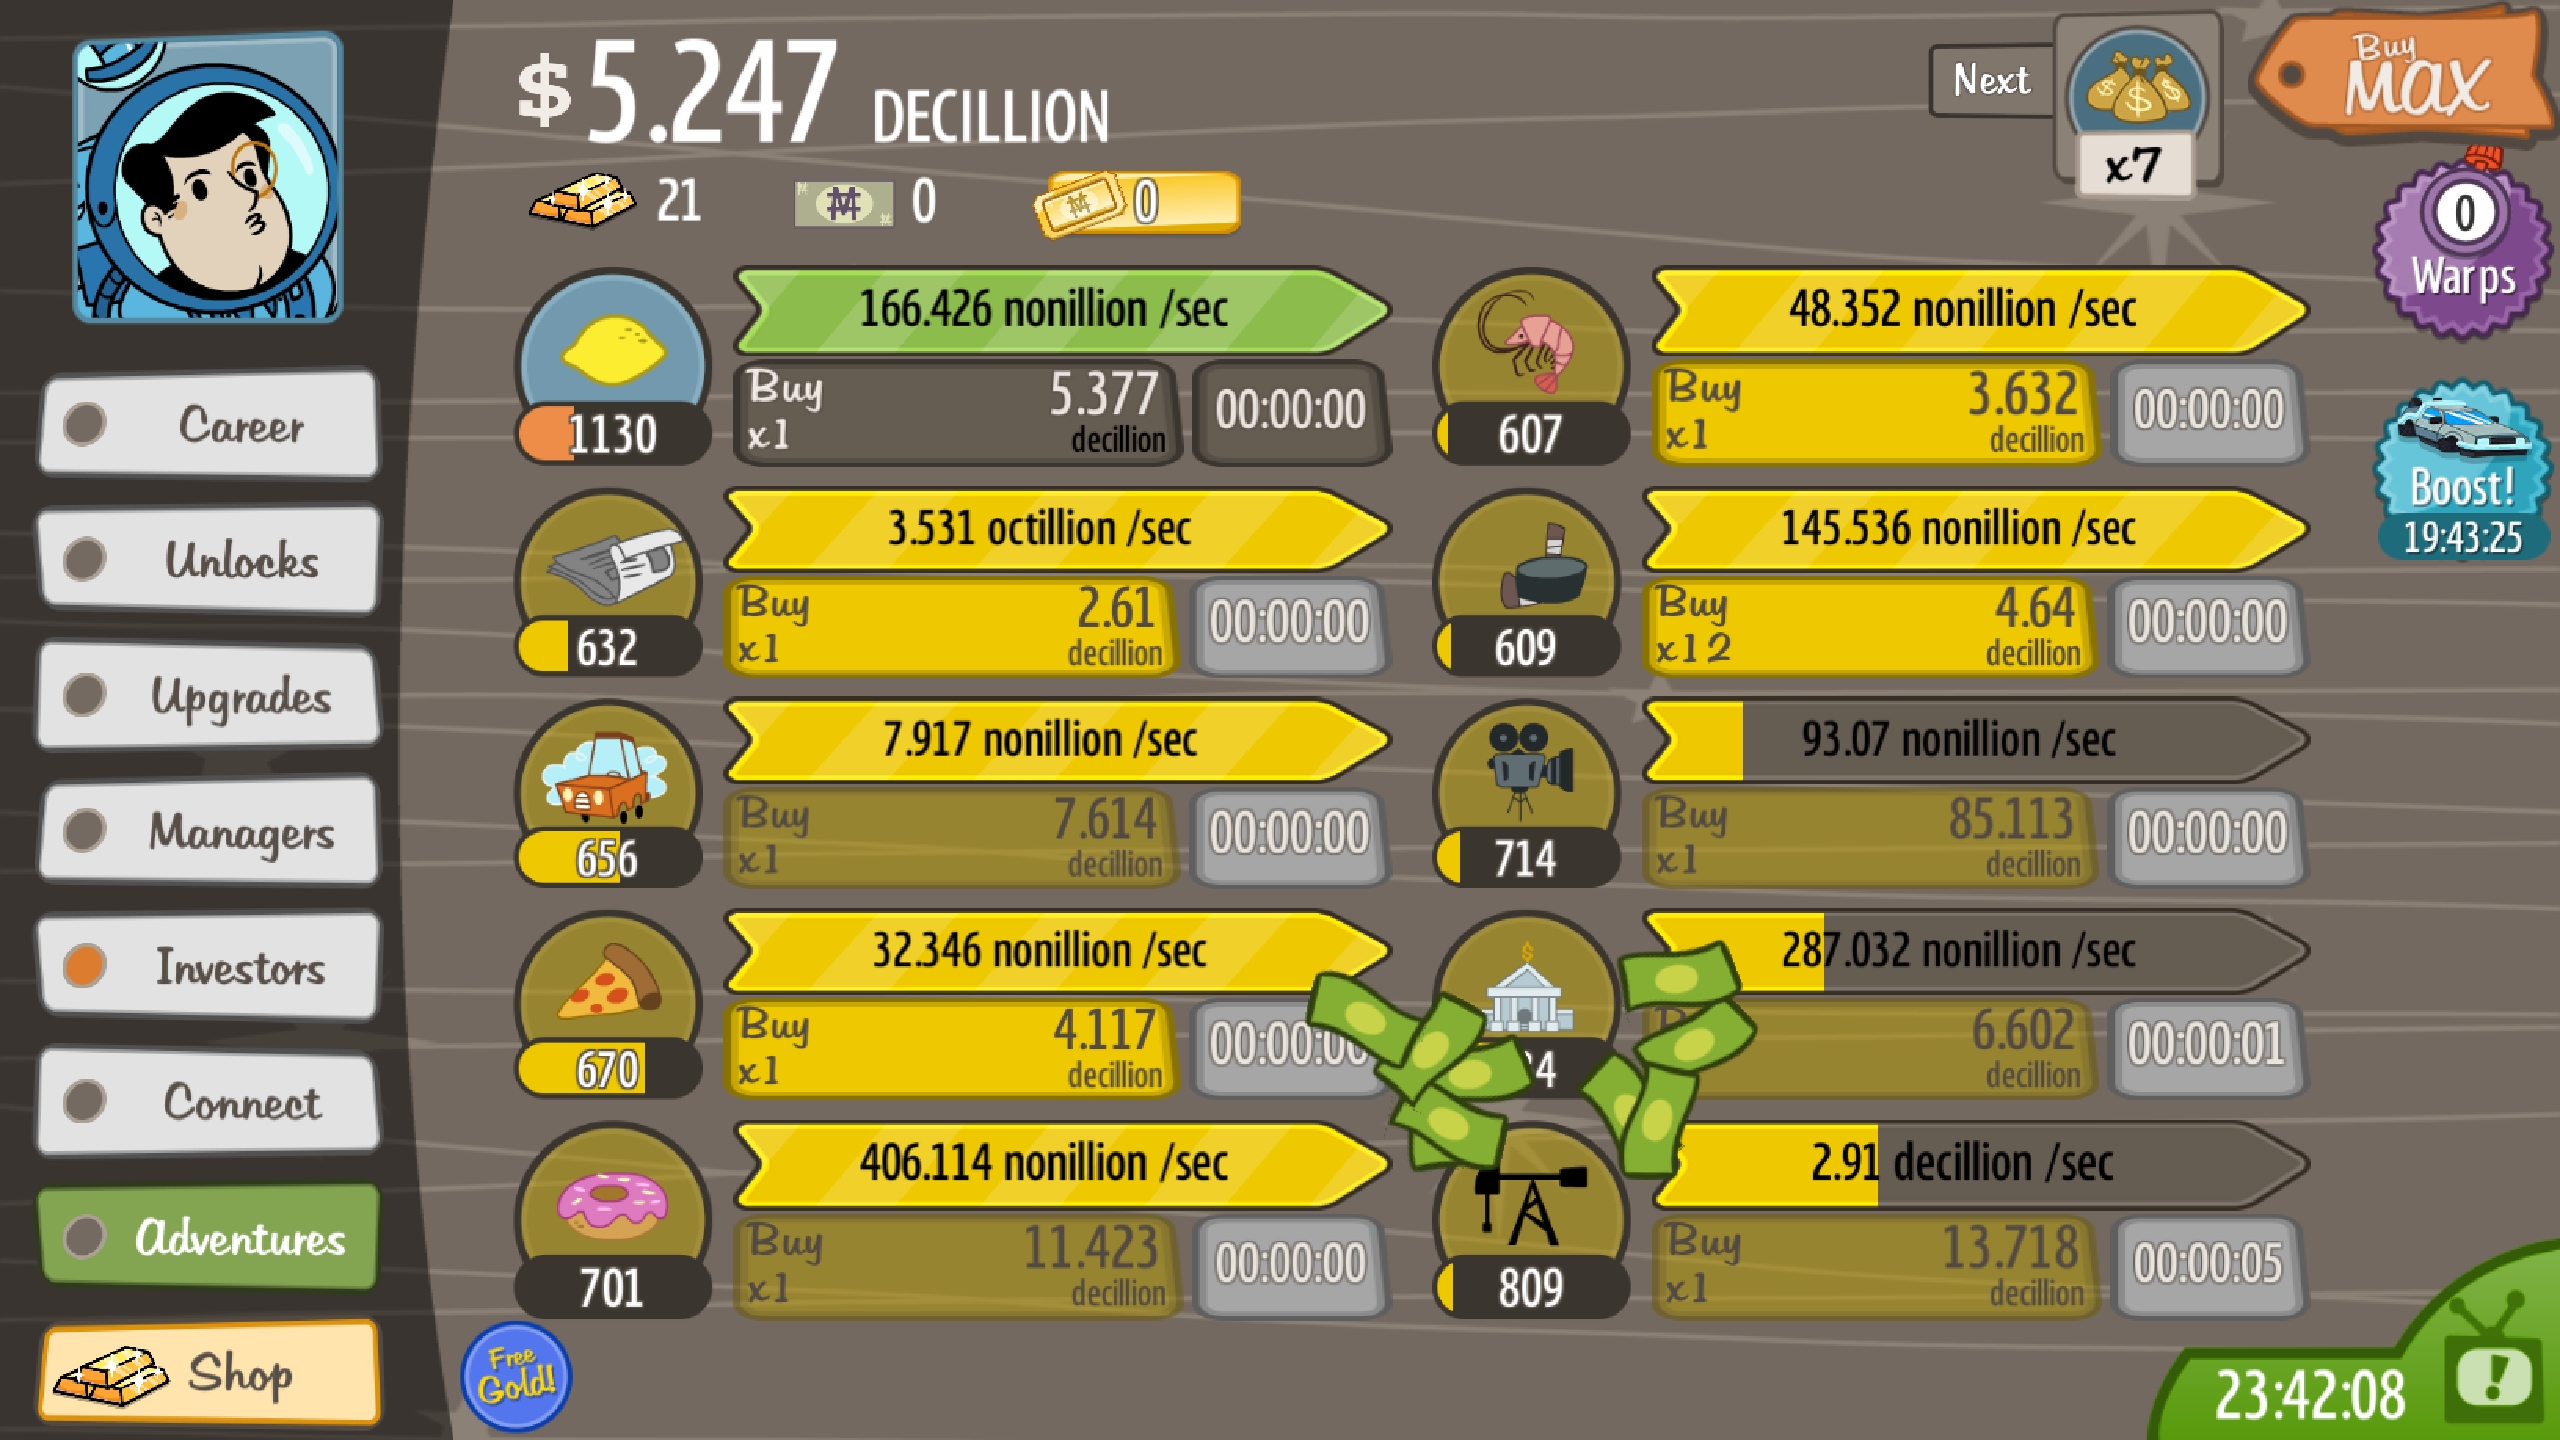 $ 5.247 DECILLION
21
0
0
Next
x7
Buy
MAX
0
Warps
Boost!
19:43:25
Career
Unlocks
Upgrades
Managers
Investors
Connect
Adventures
Shop
166.426 nonillion /sec
1130
Buy
x1
5.377
decillion
00:00:00
3.531 octillion /sec
632
Buy
x1
2.61
decillion
00:00:00
7.917 nonillion /sec
656
Buy
x1
7.614
decillion
00:00:00
32.346 nonillion /sec
670
Buy
x1
4.117
decillion
406.114 nonillion /sec
701
Buy
x1
11.423
decillion
00:00:00
48.352 nonillion /sec
607
Buy
x1
3.632
decillion
00:00:00
145.536 nonillion /sec
609
Buy
x12
4.64
decillion
00:00:00
93.07 nonillion /sec
714
Buy
x1
85.113
decillion
00:00:00
287.032 nonillion /sec
6.602
decillion
00:00:01
2.91 decillion /sec
809
Buy
x1
13.718
decillion
00:00:05
Free
Gold!
23:42:08